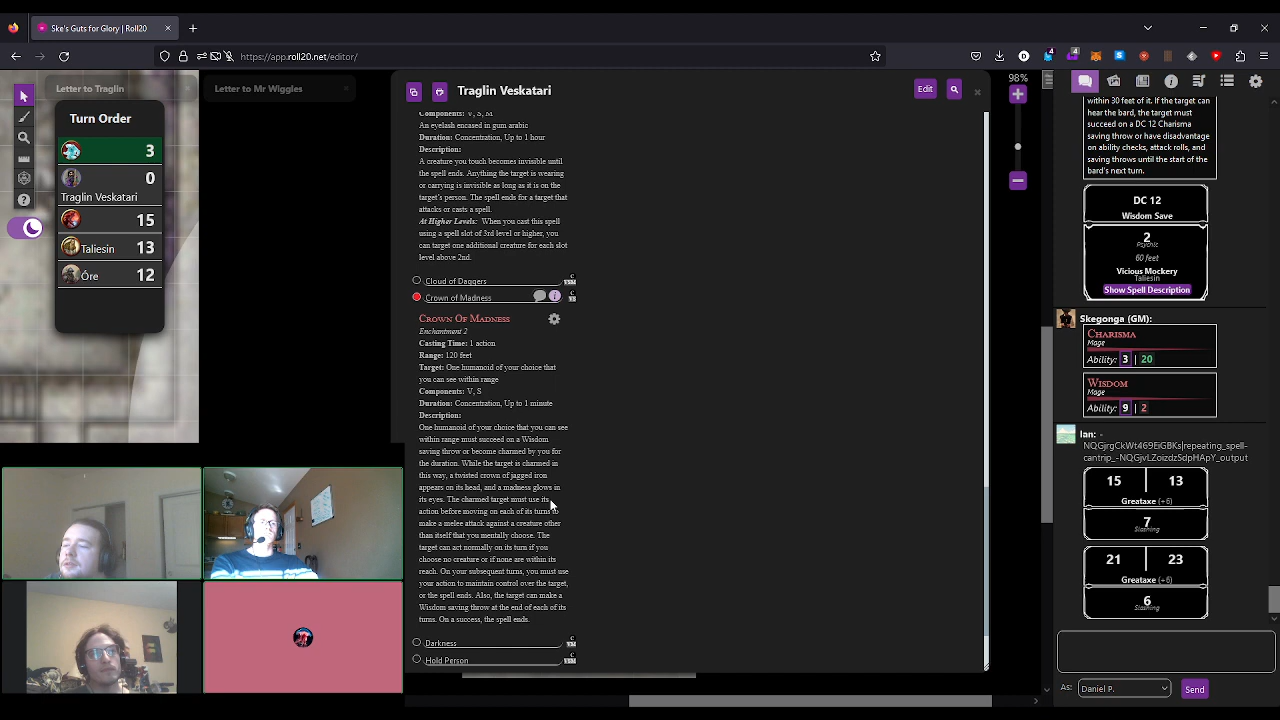 Ske's Guts for Glory | Roll20
https://app.roll20.net/editor/
Letter to Traglin
Letter to Mr WIggles
Turn Order
3
0
Traglin Veskatari
15
Taliesin 13
Óre 12
Traglin Veskatari
Edit
98%
Components: V, S, M
An eyelash encased in gum arabic
Duration: Concentration, Up to 1 hour
Description:
A creature you touch becomes invisible until
the spell ends. Anything the target is wearing
or carrying is invisible as long as it is on the
target's person. The spell ends for a target that
attacks or casts a spell.
At Higher Levels: When you cast this spell
using a spell slot of 3rd level or higher, you
can target one additional creature for each slot
level above 2nd.
Cloud of Daggers
Crown of Madness
Crown Of Madness
Enchantment 2
Casting Time: 1 action
Range: 120 feet
Target: One humanoid of your choice that
you can see within range
Components: V, S
Duration: Concentration, Up to 1 minute
Description:
One humanoid of your choice that you can see
within range must succeed on a Wisdom
saving throw or become charmed by you for
the duration. While the target is charmed in
this way, a twisted crown of jagged iron
appears on its head, and a madness glows in
its eyes. The charmed target must use its
action before moving on each of its turns to
make a melee attack against a creature other
than itself that you mentally choose. The
target can act normally on its turn if you
choose no creature or if none are within its
reach. On your subsequent turns, you must use
your action to maintain control over the target,
or the spell ends. Also, the target can make a
Wisdom saving throw at the end of each of its
turns. On a success, the spell ends.
Darkness
Hold Person
within 30 feet of it. If the target can
hear the bard, the target must
succeed on a DC 12 Charisma
saving throw or have disadvantage
on ability checks, attack rolls, and
saving throws until the start of the
bard's next turn.
DC 12
Wisdom Save
2
Psychic
60 feet
Vicious Mockery
Taliesin
Show Spell Description
Skegonga (GM):
Charisma
Mage
Ability: 3 | 20
Wisdom
Mage
Ability: 9 | 2
Ian: -
NQGjrgCkWt469EiGBKs|repeating_spell-
cantrip_-NQGjvLZoizdzSdpHApY_output
15 13
Greataxe (+6)
7
Slashing
21 23
Greataxe (+6)
6
Slashing
As: Daniel P. Send